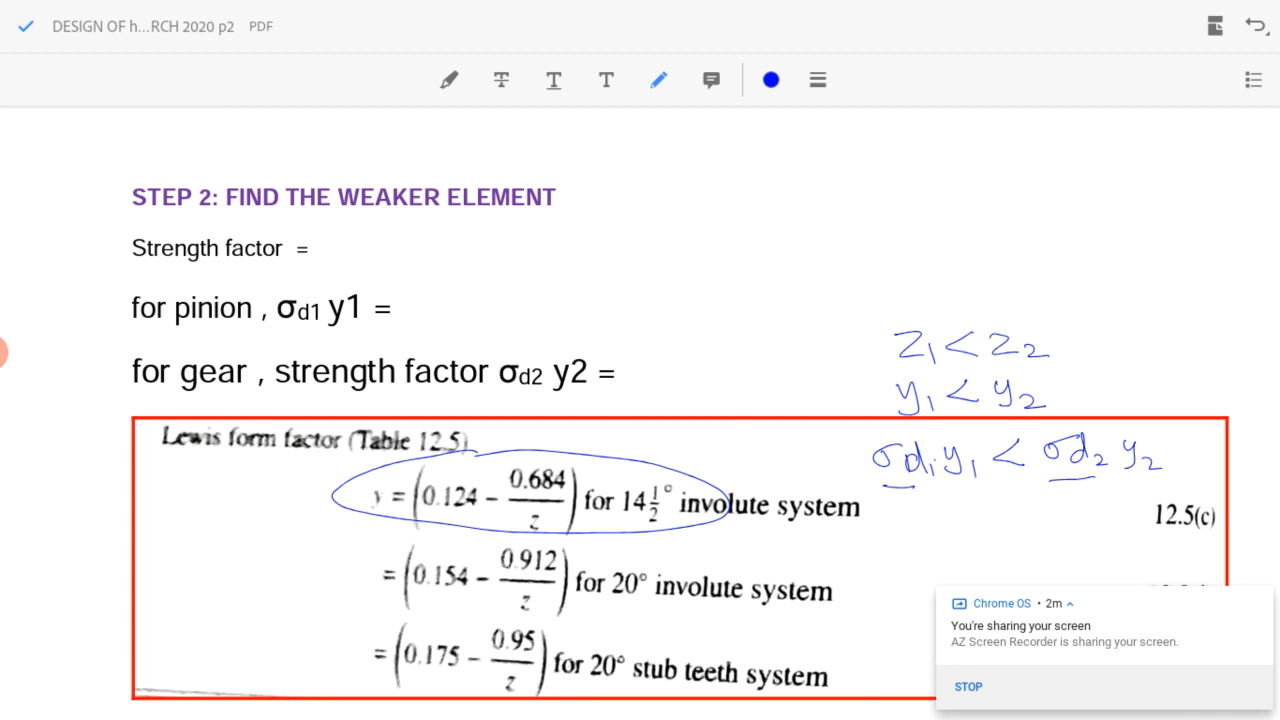 DESIGN OF h...RCH 2020 p2 PDF
STEP 2: FIND THE WEAKER ELEMENT
Strength factor =
for pinion , σd1 y1 =
for gear , strength factor σd2 y2 =
z₁ < z₂
y₁ < y₂
σd₁y₁ < σd₂ y₂
Lewis form factor (Table 12.5)
y = (0.124 − 0.684/z) for 14 1/2° involute system
12.5(c)
= (0.154 − 0.912/z) for 20° involute system
= (0.175 − 0.95/z) for 20° stub teeth system
Chrome OS • 2m
You're sharing your screen
AZ Screen Recorder is sharing your screen.
STOP